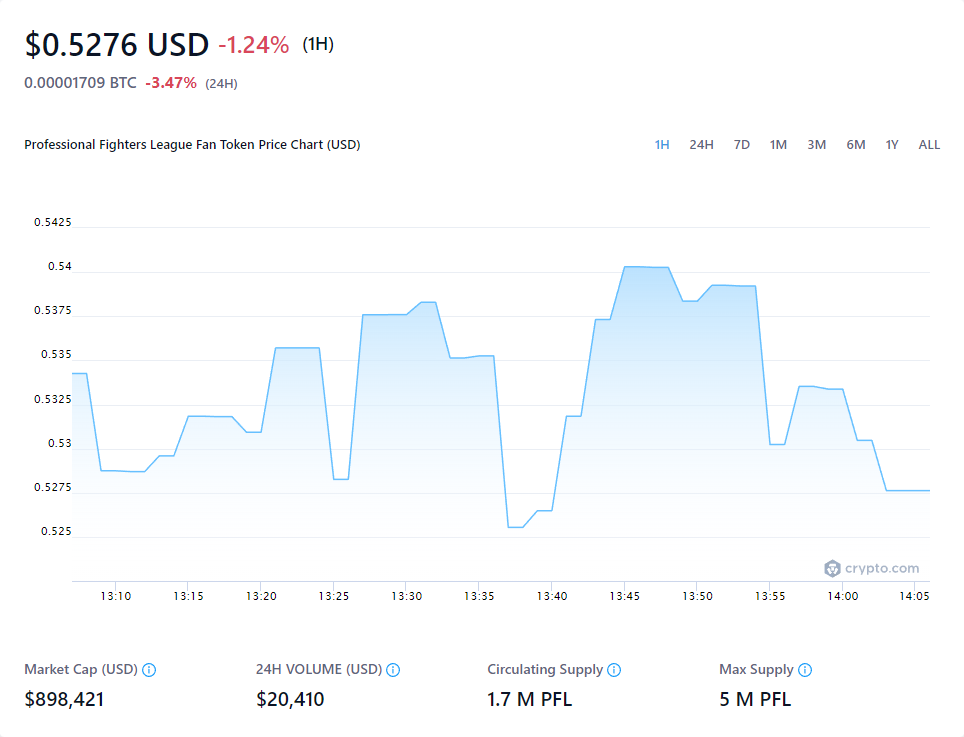 $0.5276 USD -1.24% (1H)
0.00001709 BTC -3.47% (24H)
Professional Fighters League Fan Token Price Chart (USD) 1H 24H 7D 1M 3M 6M 1Y ALL
0.5425
0.54
0.5375
0.535
0.5325
0.53
0.5275
0.525
crypto.com
13:10 13:15 13:20 13:25 13:30 13:35 13:40 13:45 13:50 13:55 14:00 14:05
Market Cap (USD) 24H VOLUME (USD) Circulating Supply Max Supply
$898,421 $20,410 1.7 M PFL 5 M PFL